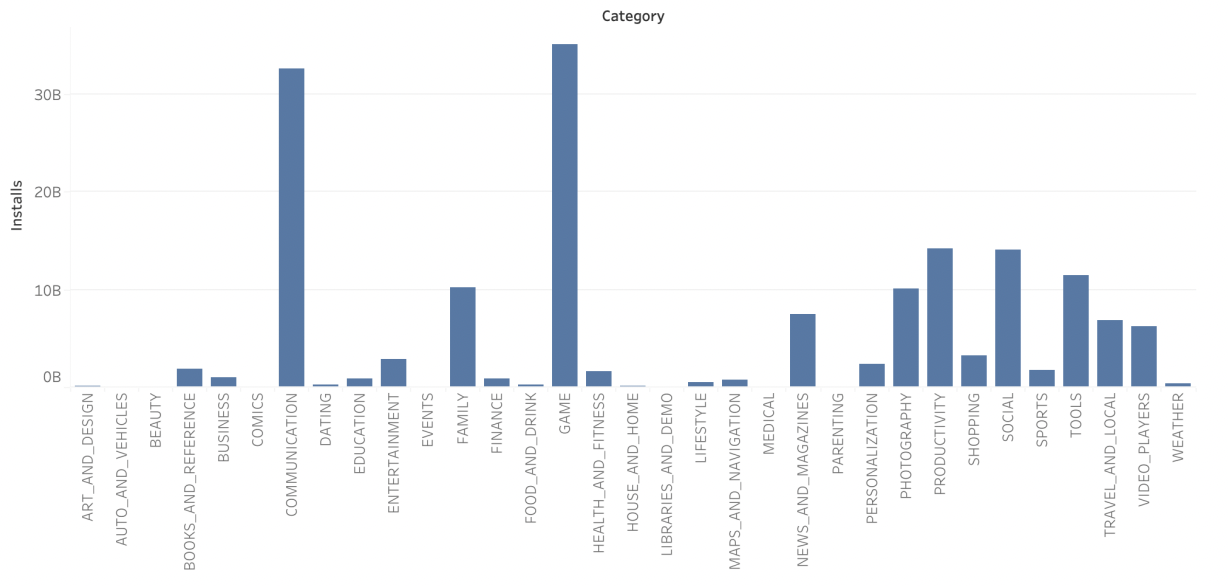 Category
30B
20B
10B
0B
Installs
ART_AND_DESIGN
AUTO_AND_VEHICLES
BEAUTY
BOOKS_AND_REFERENCE
BUSINESS
COMICS
COMMUNICATION
DATING
EDUCATION
ENTERTAINMENT
EVENTS
FAMILY
FINANCE
FOOD_AND_DRINK
GAME
HEALTH_AND_FITNESS
HOUSE_AND_HOME
LIBRARIES_AND_DEMO
LIFESTYLE
MAPS_AND_NAVIGATION
MEDICAL
NEWS_AND_MAGAZINES
PARENTING
PERSONALIZATION
PHOTOGRAPHY
PRODUCTIVITY
SHOPPING
SOCIAL
SPORTS
TOOLS
TRAVEL_AND_LOCAL
VIDEO_PLAYERS
WEATHER